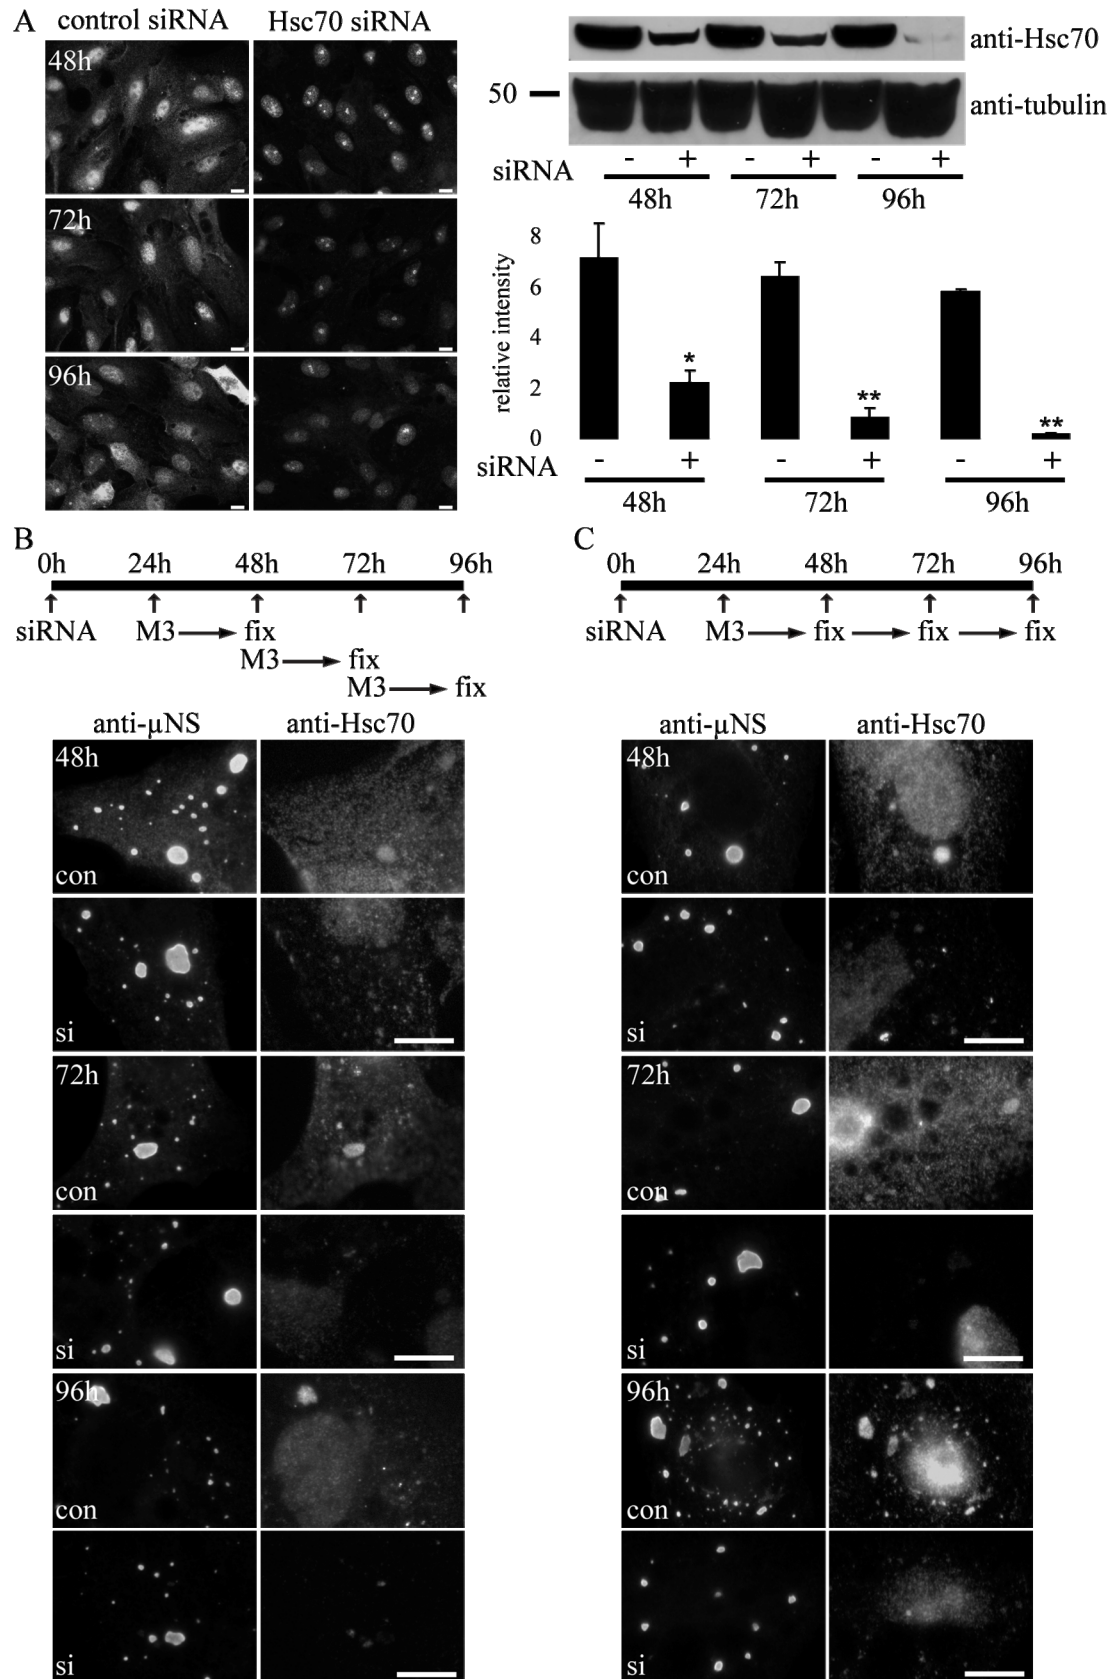 A
control siRNA Hsc70 siRNA
48h
72h
96h
anti-Hsc70
50
anti-tubulin
siRNA - + - + - +
48h 72h 96h
relative intensity
8
6
4
2
0
*
**
**
siRNA - + - + - +
48h 72h 96h
B
0h 24h 48h 72h 96h
siRNA M3 fix
M3 fix
M3 fix
anti-µNS anti-Hsc70
48h
con
si
72h
con
si
96h
con
si
C
0h 24h 48h 72h 96h
siRNA M3 fix fix fix
anti-µNS anti-Hsc70
48h
con
si
72h
con
si
96h
con
si